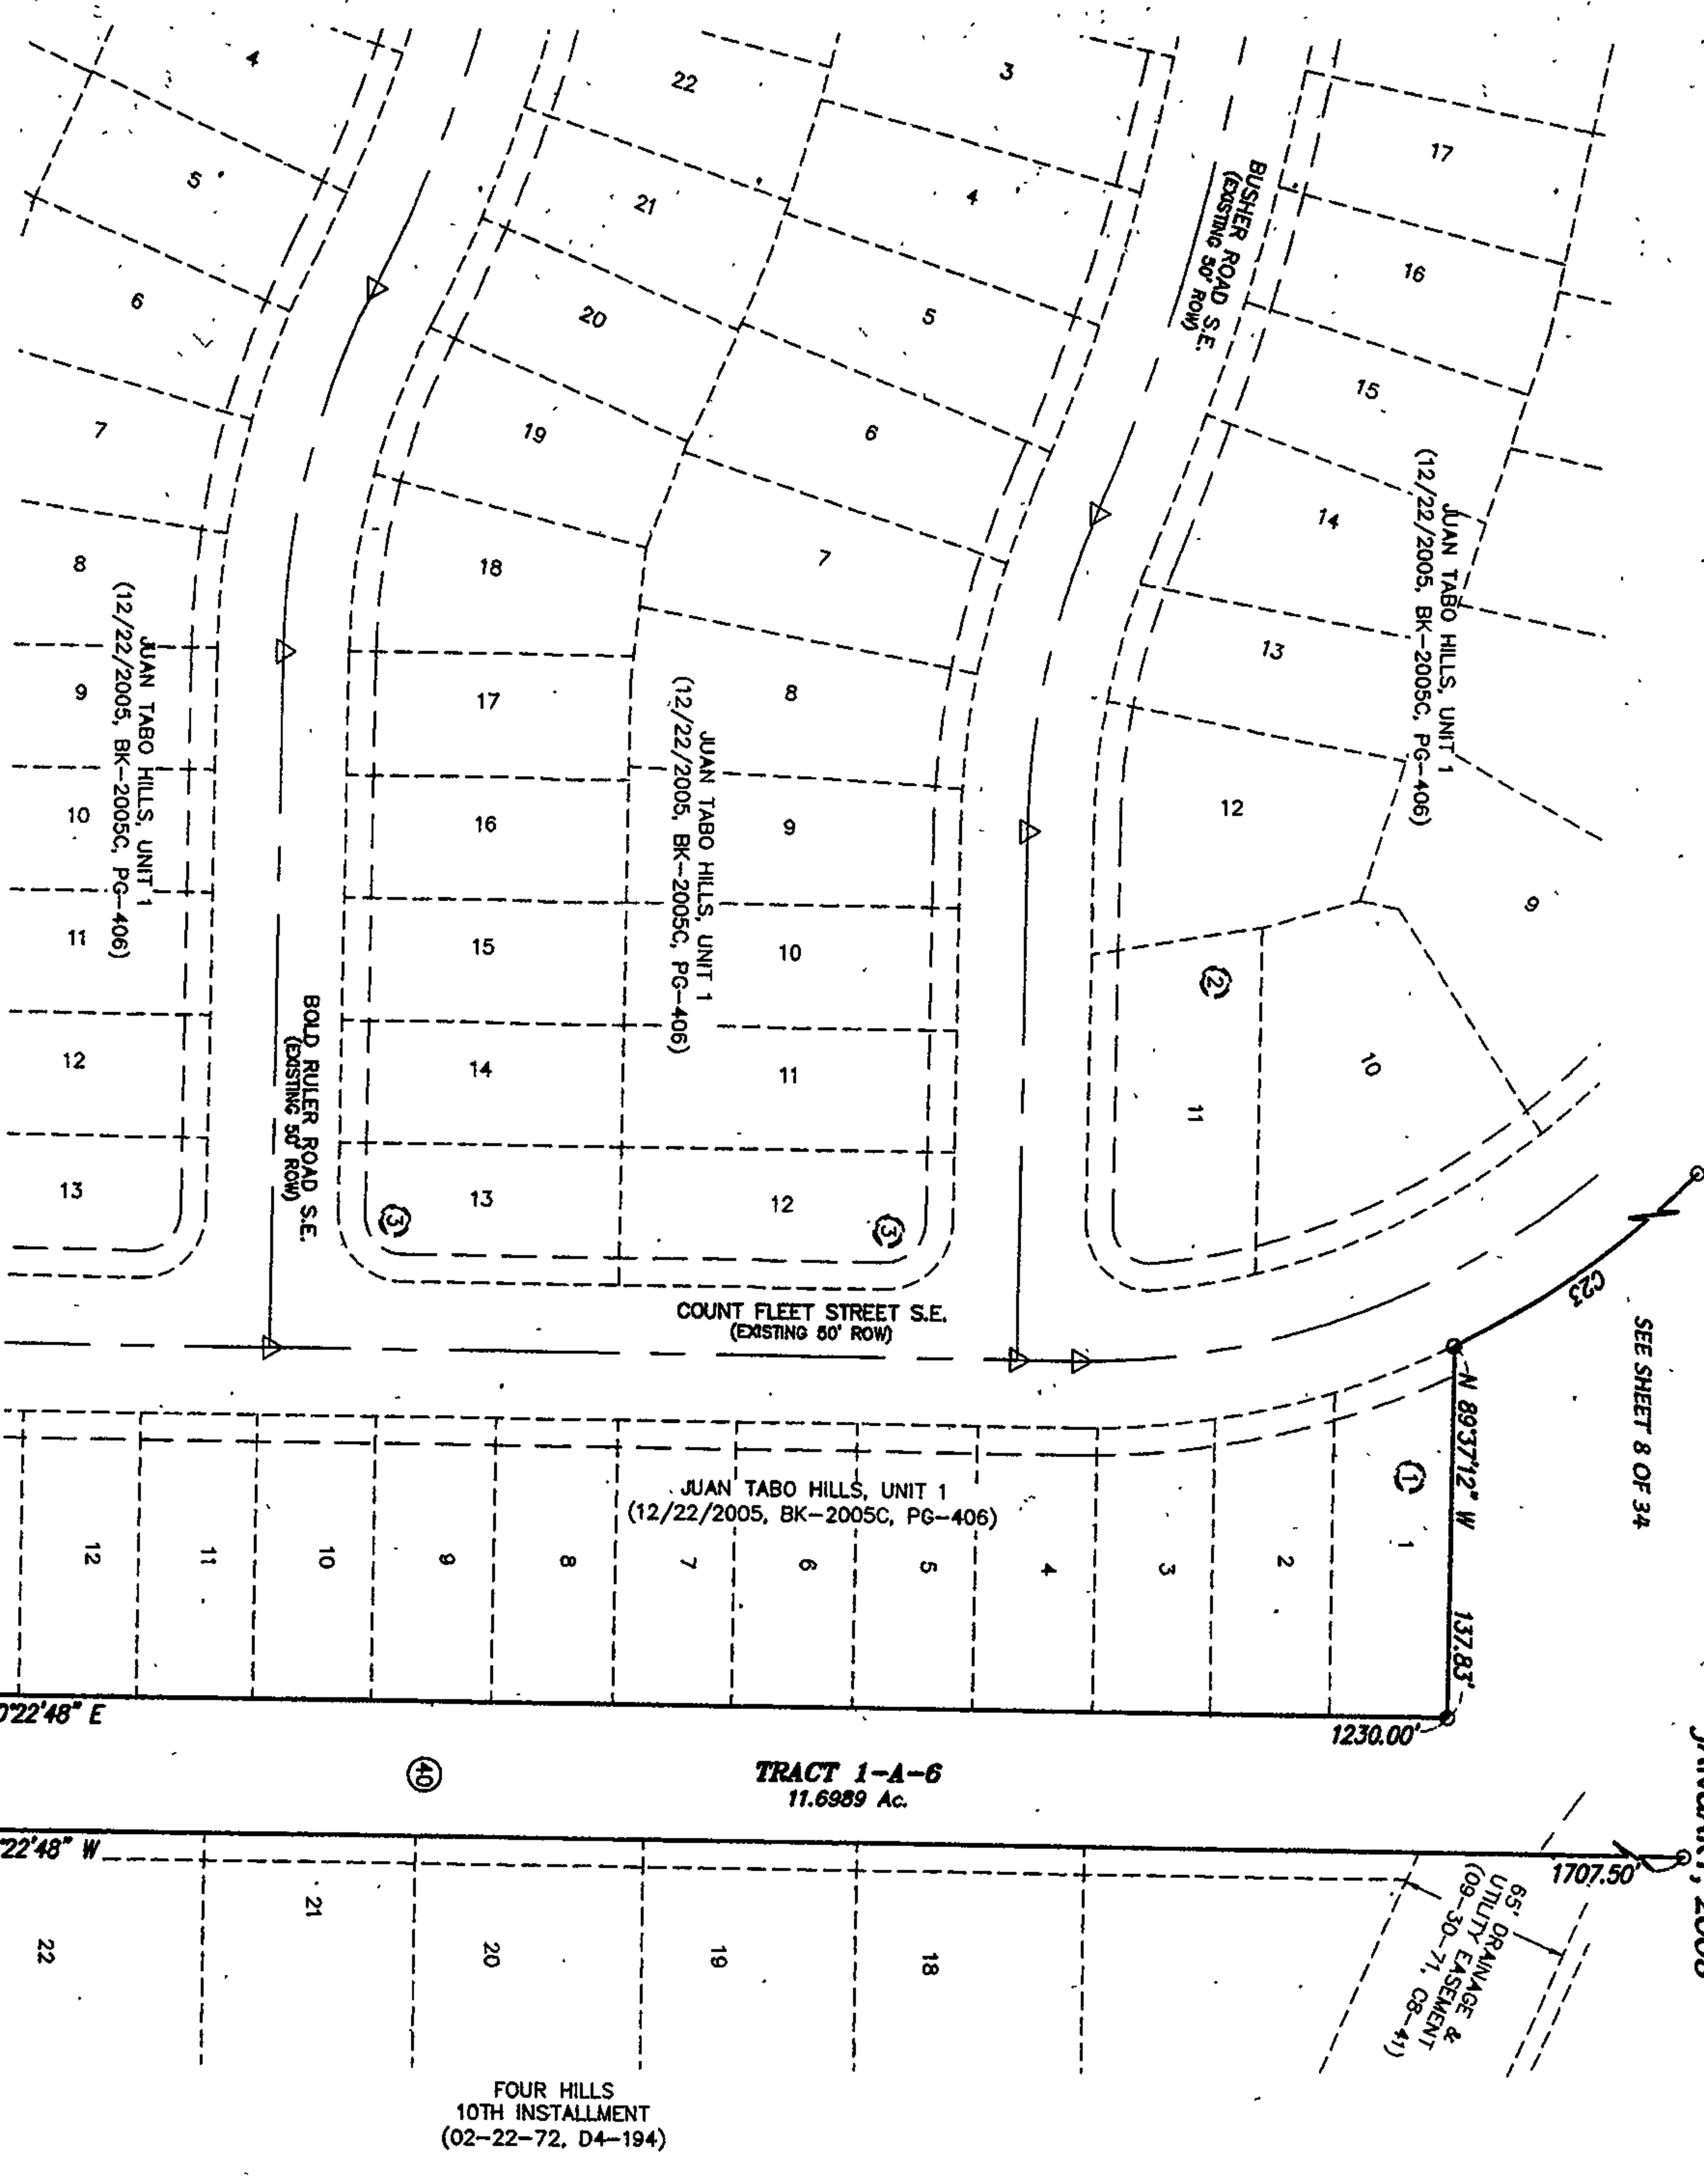 4
5
6
7
8
9
10
11
12
13
JUAN TABO HILLS, UNIT 1
(12/22/2005, BK-2005C, PG-406)
BOLD RULER ROAD S.E.
(EXISTING 50' ROW)
22
21
20
19
18
17
16
15
14
13
3
3
4
5
6
7
8
9
10
11
12
3
JUAN TABO HILLS, UNIT 1
(12/22/2005, BK-2005C, PG-406)
BUSHER ROAD S.E.
(EXISTING 50' ROW)
17
16
15
14
13
12
11
10
9
2
JUAN TABO HILLS, UNIT 1
(12/22/2005, BK-2005C, PG-406)
COUNT FLEET STREET S.E.
(EXISTING 50' ROW)
C23
SEE SHEET 8 OF 34
N 89°37'12" W
137.83'
1
JUAN TABO HILLS, UNIT 1
(12/22/2005, BK-2005C, PG-406)
12
11
10
9
8
7
6
5
4
3
2
1
0°22'48" E
1230.00'
40
TRACT 1-A-6
11.6989 Ac.
22'48" W
1707.50'
65' DRAINAGE &
UTILITY EASEMENT
(09-30-71, C8-41)
22
21
20
19
18
FOUR HILLS
10TH INSTALLMENT
(02-22-72, D4-194)